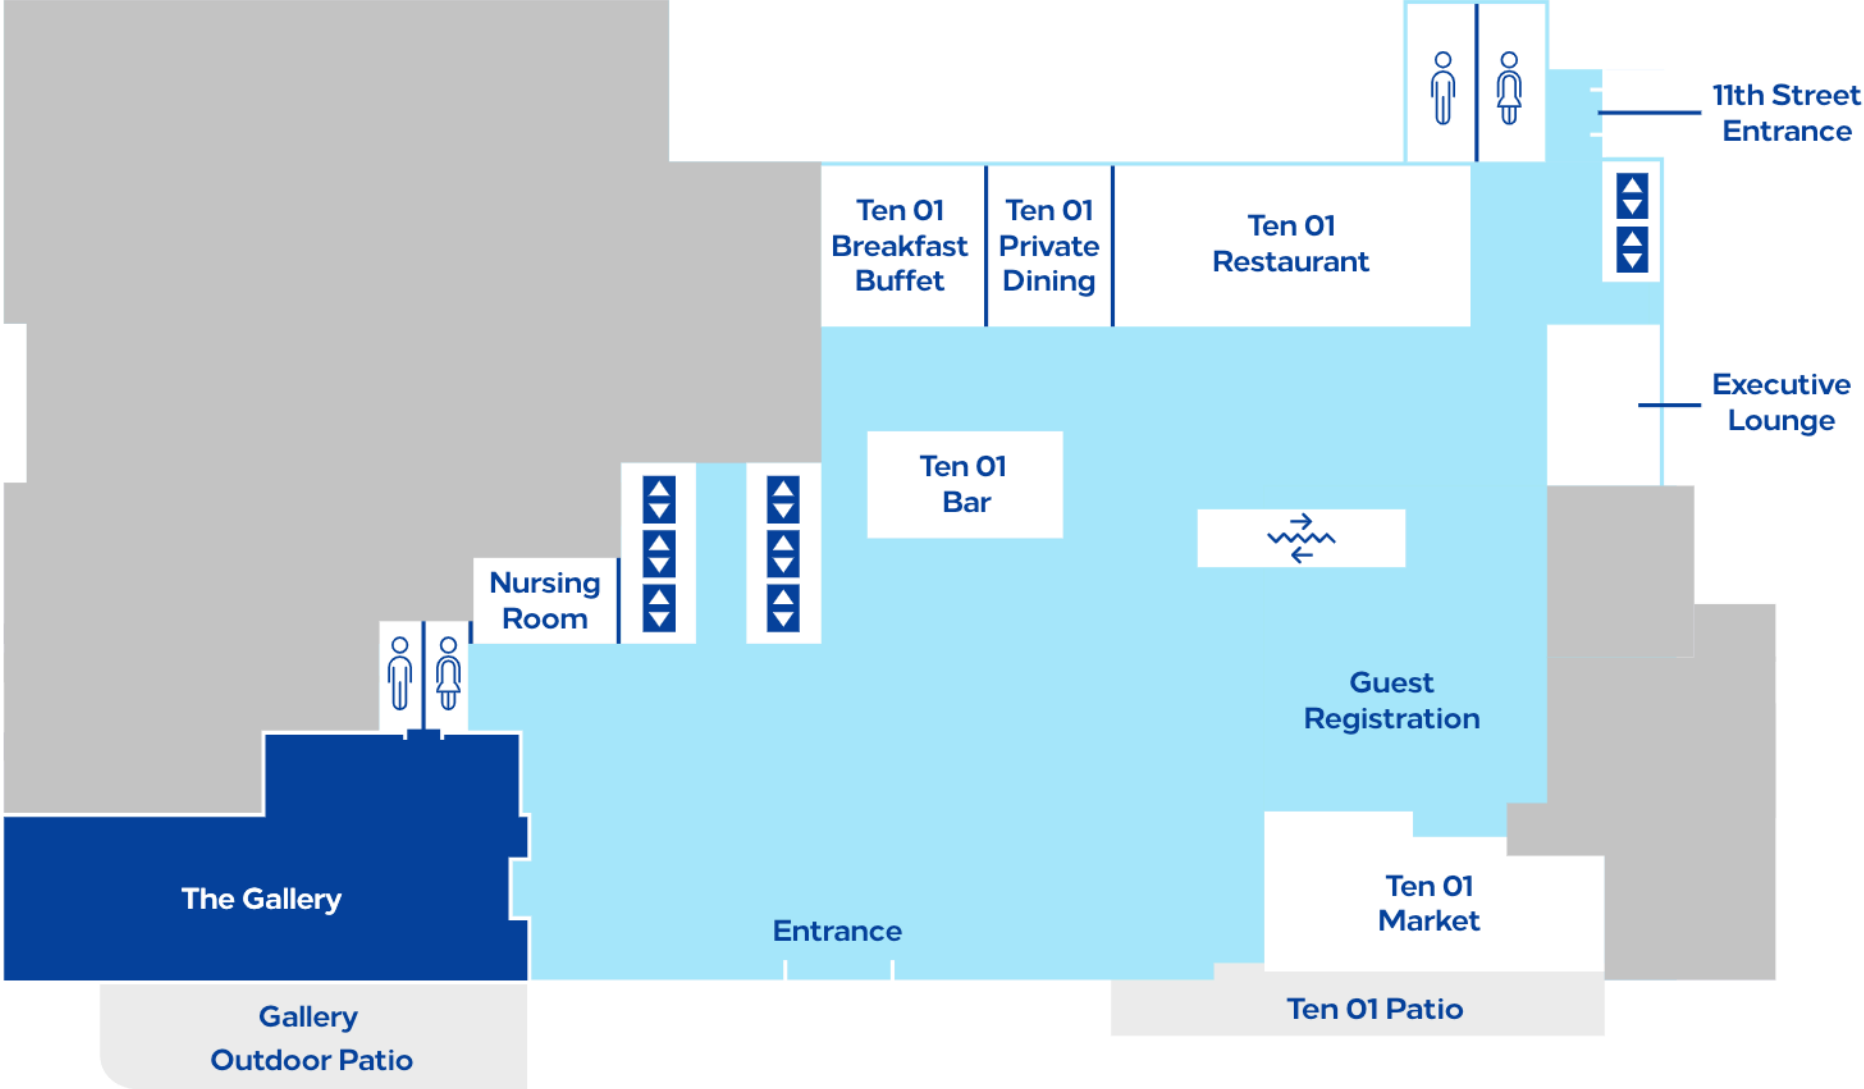 11th Street
Entrance
Ten 01
Breakfast
Buffet
Ten 01
Private
Dining
Ten 01
Restaurant
Executive
Lounge
Ten 01
Bar
Nursing
Room
Guest
Registration
The Gallery
Entrance
Ten 01
Market
Gallery
Outdoor Patio
Ten 01 Patio